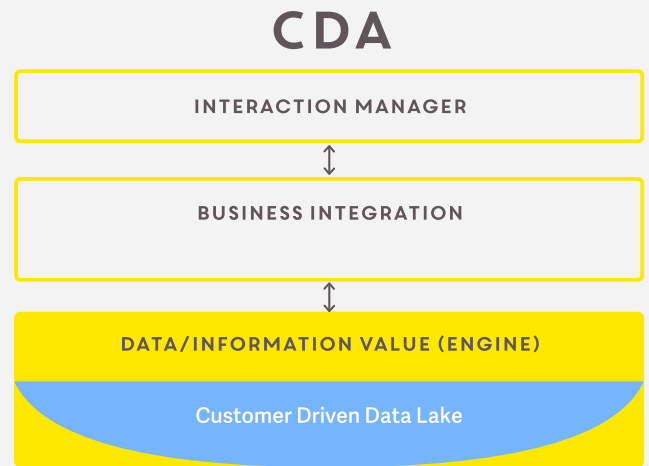 CDA
INTERACTION MANAGER
BUSINESS INTEGRATION
DATA/INFORMATION VALUE (ENGINE)
Customer Driven Data Lake